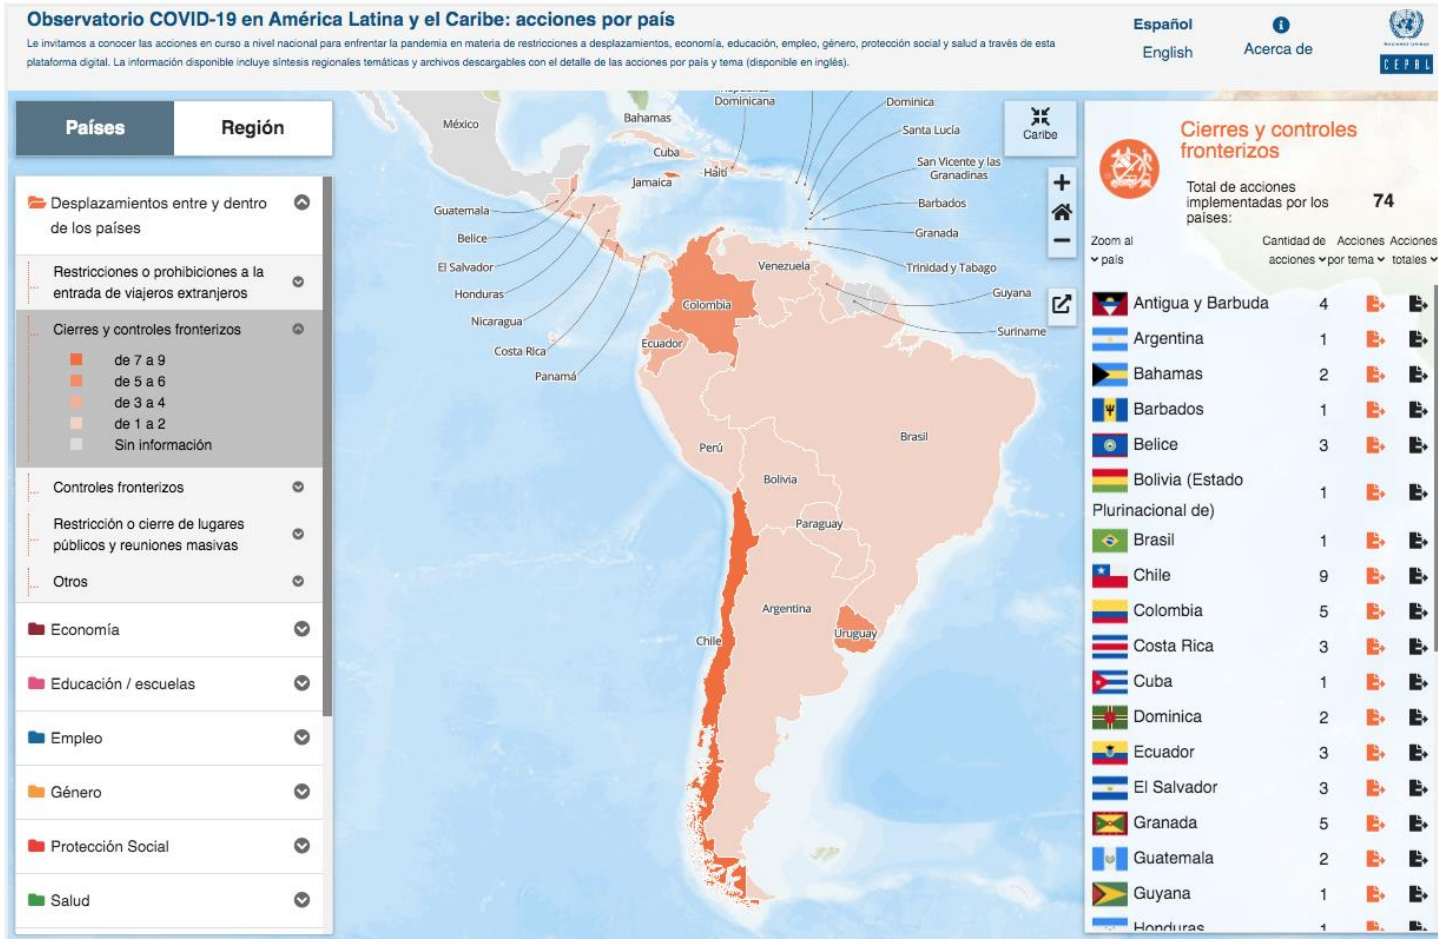 Observatorio COVID-19 en América Latina y el Caribe: acciones por país
Le invitamos a conocer las acciones en curso a nivel nacional para enfrentar la pandemia en materia de restricciones a desplazamientos, economía, educación, empleo, género, protección social y salud a través de esta
plataforma digital. La información disponible incluye síntesis regionales temáticas y archivos descargables con el detalle de las acciones por país y tema (disponible en inglés).
Español
English
Acerca de
NACIONES UNIDAS
CEPAL
Países
Región
Desplazamientos entre y dentro
de los países
Restricciones o prohibiciones a la
entrada de viajeros extranjeros
Cierres y controles fronterizos
de 7 a 9
de 5 a 6
de 3 a 4
de 1 a 2
Sin información
Controles fronterizos
Restricción o cierre de lugares
públicos y reuniones masivas
Otros
Economía
Educación / escuelas
Empleo
Género
Protección Social
Salud
México
Bahamas
Dominicana
Dominica
Cuba
Santa Lucía
Jamaica
Haití
San Vicente y las
Granadinas
Guatemala
Barbados
Belice
Granada
El Salvador
Venezuela
Trinidad y Tabago
Honduras
Guyana
Colombia
Nicaragua
Suriname
Costa Rica
Ecuador
Panamá
Perú
Brasil
Bolivia
Paraguay
Argentina
Chile
Uruguay
Caribe
Cierres y controles
fronterizos
Total de acciones
implementadas por los
países:
74
Zoom al
país
Cantidad de
acciones
Acciones
por tema
Acciones
totales
Antigua y Barbuda 4
Argentina 1
Bahamas 2
Barbados 1
Belice 3
Bolivia (Estado
Plurinacional de) 1
Brasil 1
Chile 9
Colombia 5
Costa Rica 3
Cuba 1
Dominica 2
Ecuador 3
El Salvador 3
Granada 5
Guatemala 2
Guyana 1
Honduras 1